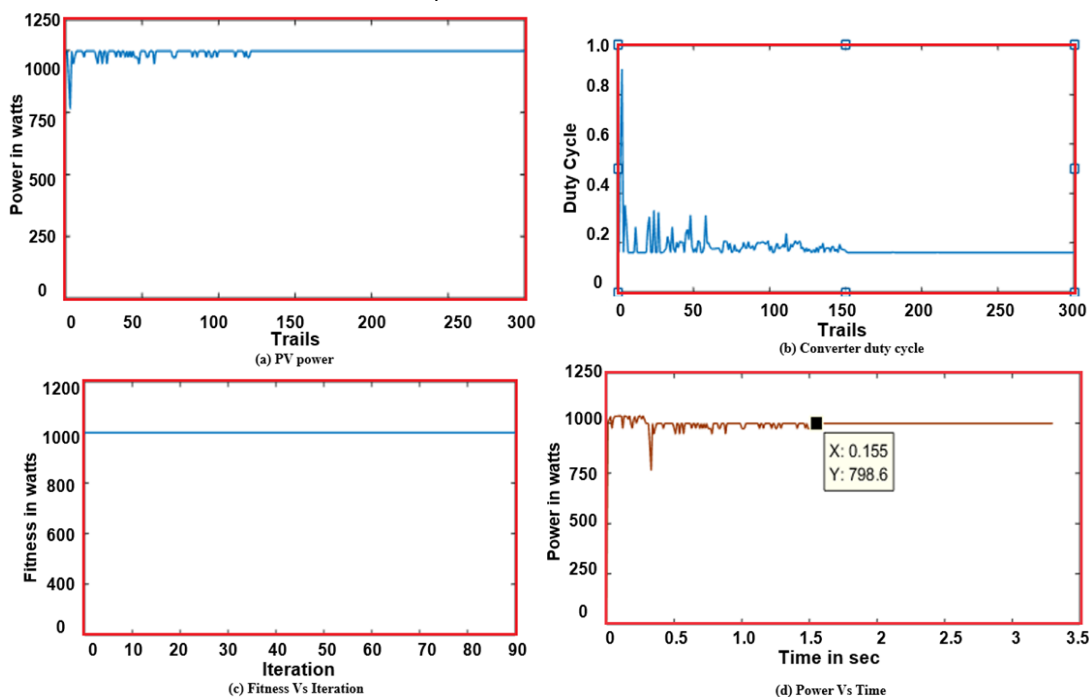 1250
1000
750
500
250
0
Power in watts
0 50 100 150 200 250 300
Trails
(a) PV power
1.0
0.8
0.6
0.4
0.2
0
Duty Cycle
0 50 100 150 200 250 300
Trails
(b) Converter duty cycle
1200
1000
800
600
400
0
Fitness in watts
0 10 20 30 40 50 60 70 80 90
Iteration
(c) Fitness Vs Iteration
1250
1000
750
500
250
0
Power in watts
X: 0.155
Y: 798.6
0 0.5 1.0 1.5 2 2.5 3 3.5
Time in sec
(d) Power Vs Time